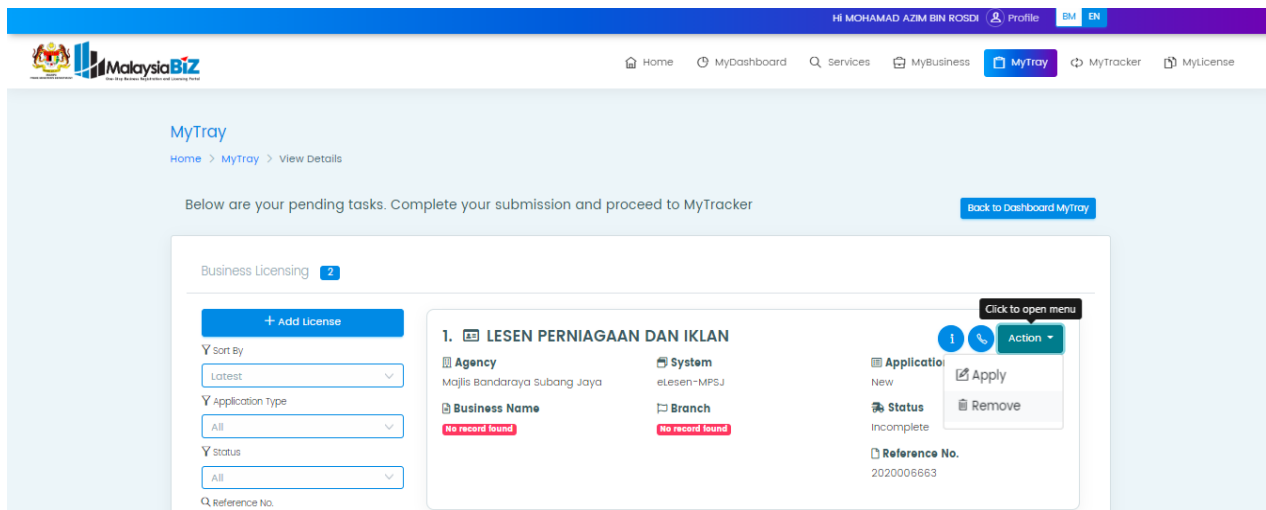 Hi MOHAMAD AZIM BIN ROSDI Profile BM EN
MalaysiaBIZ
Home MyDashboard Services MyBusiness MyTray MyTracker MyLicense
MyTray
Home > MyTray > View Details
Below are your pending tasks. Complete your submission and proceed to MyTracker
Back to Dashboard MyTray
Business Licensing 2
Click to open menu
+ Add License
1. LESEN PERNIAGAAN DAN IKLAN
i Action
Sort By
Latest
Application Type
All
Status
All
Reference No.
Agency
Majlis Bandaraya Subang Jaya
System
eLesen-MPSJ
Applicatio
New
Apply
Remove
Business Name
No record found
Branch
No record found
Status
Incomplete
Reference No.
2020006663